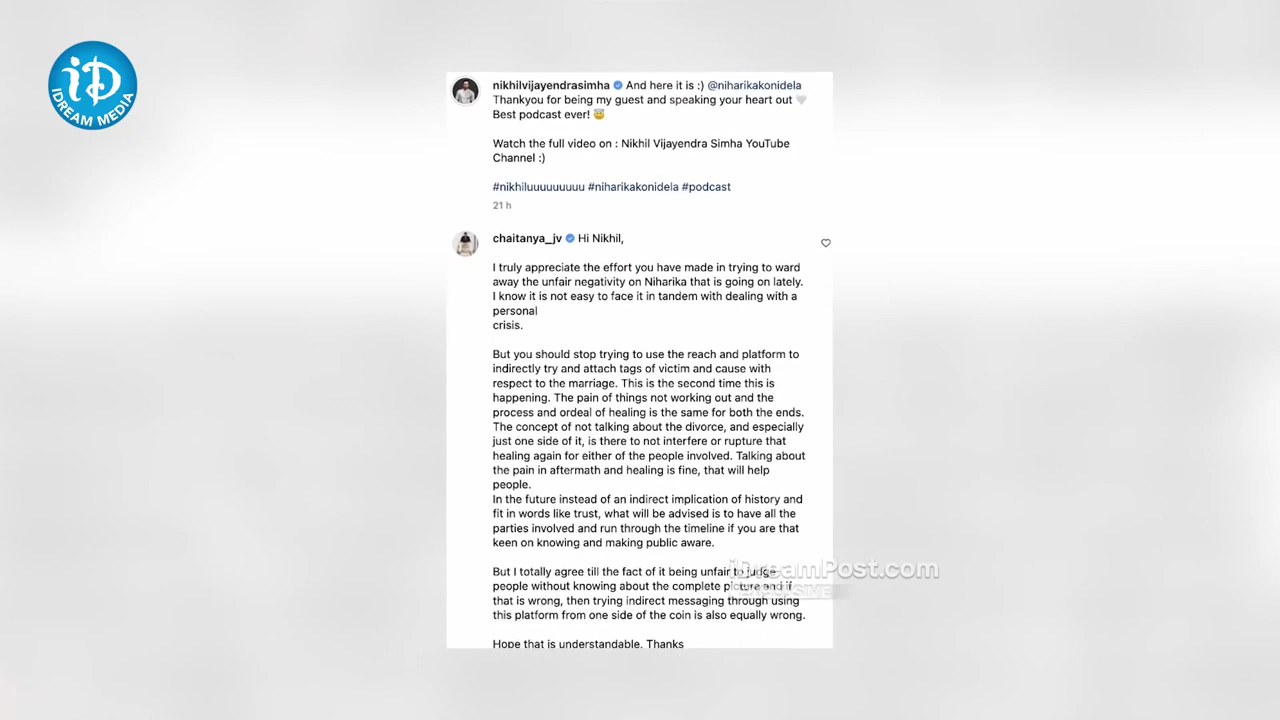 iD
IDREAM MEDIA
nikhilvijayendrasimha And here it is :) @niharikakonidela
Thankyou for being my guest and speaking your heart out 🤍
Best podcast ever! 😇
Watch the full video on : Nikhil Vijayendra Simha YouTube
Channel :)
#nikhiluuuuuuuuu #niharikakonidela #podcast
21 h
chaitanya_jv Hi Nikhil,
I truly appreciate the effort you have made in trying to ward
away the unfair negativity on Niharika that is going on lately.
I know it is not easy to face it in tandem with dealing with a
personal
crisis.
But you should stop trying to use the reach and platform to
indirectly try and attach tags of victim and cause with
respect to the marriage. This is the second time this is
happening. The pain of things not working out and the
process and ordeal of healing is the same for both the ends.
The concept of not talking about the divorce, and especially
just one side of it, is there to not interfere or rupture that
healing again for either of the people involved. Talking about
the pain in aftermath and healing is fine, that will help
people.
In the future instead of an indirect implication of history and
fit in words like trust, what will be advised is to have all the
parties involved and run through the timeline if you are that
keen on knowing and making public aware.
But I totally agree till the fact of it being unfair to judge
people without knowing about the complete picture and if
that is wrong, then trying indirect messaging through using
this platform from one side of the coin is also equally wrong.
Hope that is understandable. Thanks
iDreamPost.com
EXCLUSIVE